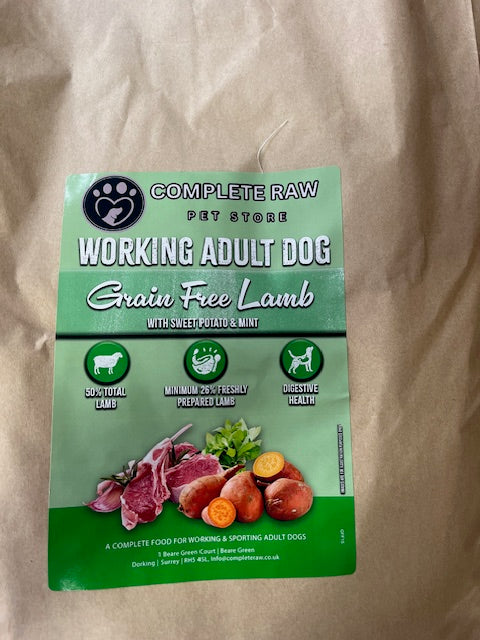 COMPLETE RAW
PET STORE
WORKING ADULT DOG
Grain Free Lamb
WITH SWEET POTATO & MINT
50% TOTAL
LAMB
MINIMUM 26% FRESHLY
PREPARED LAMB
DIGESTIVE
HEALTH
A COMPLETE FOOD FOR WORKING & SPORTING ADULT DOGS
1 Beare Green Court | Beare Green
Dorking | Surrey | RH5 4SL, info@completeraw.co.uk